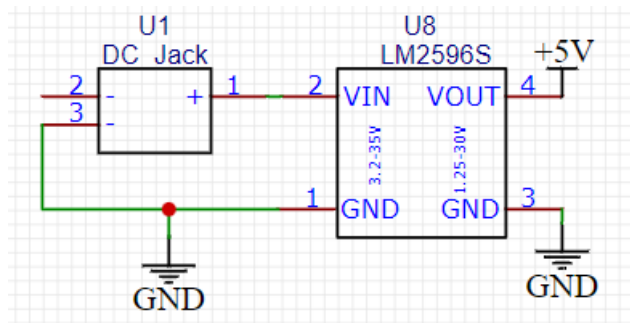 U1
DC Jack
U8
LM2596S
+5V
2 - + 1
3 -
2 VIN VOUT 4
3.2-35V
1.25-30V
1 GND GND 3
GND
GND